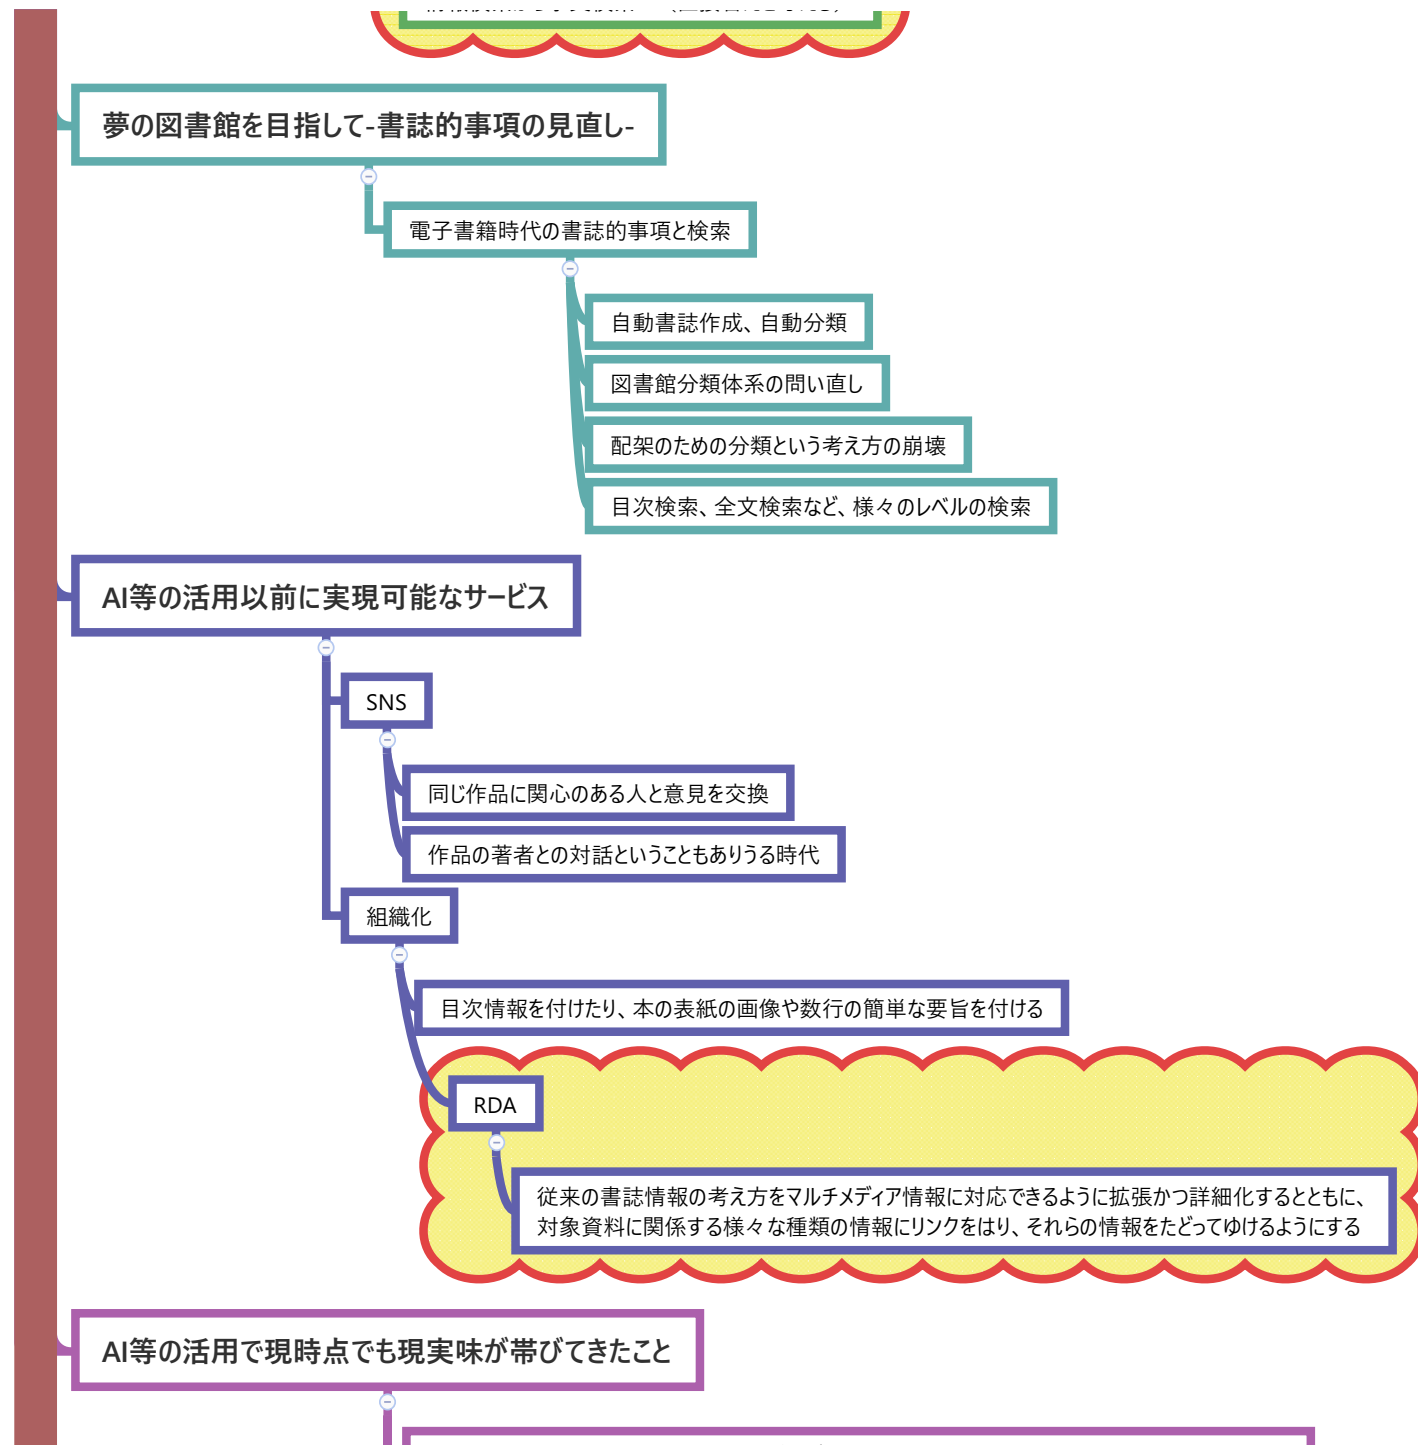 夢の図書館を目指して-書誌的事項の見直し-
電子書籍時代の書誌的事項と検索
自動書誌作成、自動分類
図書館分類体系の問い直し
配架のための分類という考え方の崩壊
目次検索、全文検索など、様々のレベルの検索
AI等の活用以前に実現可能なサービス
SNS
同じ作品に関心のある人と意見を交換
作品の著者との対話ということもありうる時代
組織化
目次情報を付けたり、本の表紙の画像や数行の簡単な要旨を付ける
RDA
従来の書誌情報の考え方をマルチメディア情報に対応できるように拡張かつ詳細化するとともに、
対象資料に関係する様々な種類の情報にリンクをはり、それらの情報をたどってゆけるようにする
AI等の活用で現時点でも現実味が帯びてきたこと